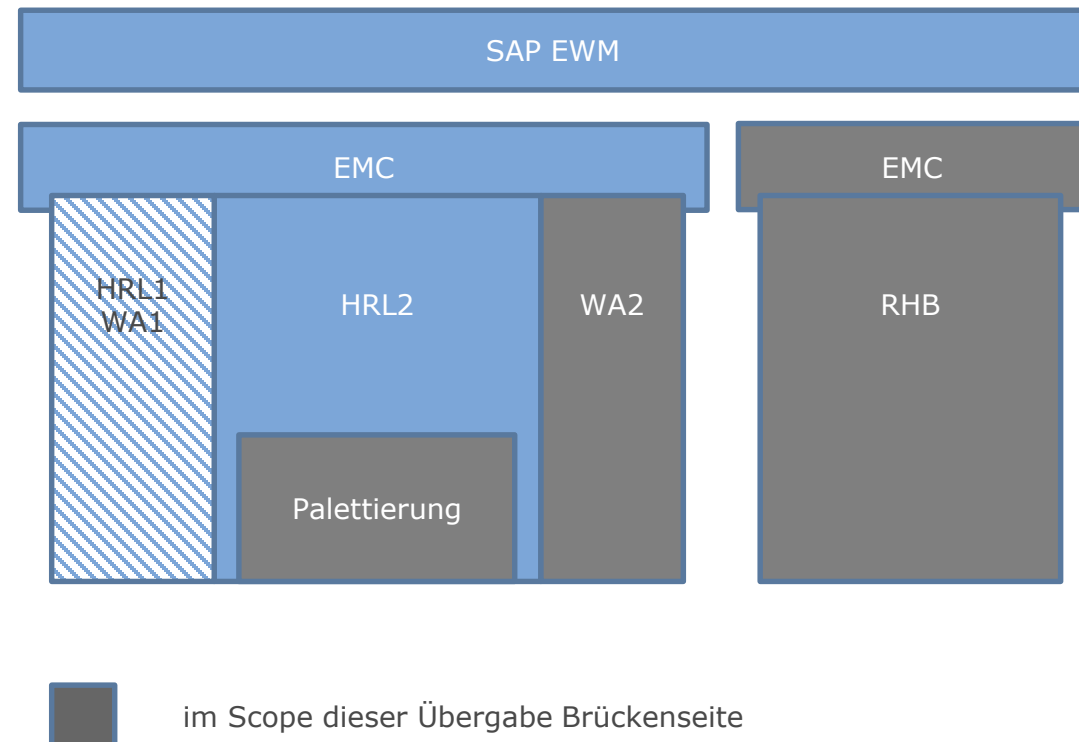 SAP EWM
EMC
EMC
HRL1
WA1
HRL2
WA2
RHB
Palettierung
im Scope dieser Übergabe Brückenseite